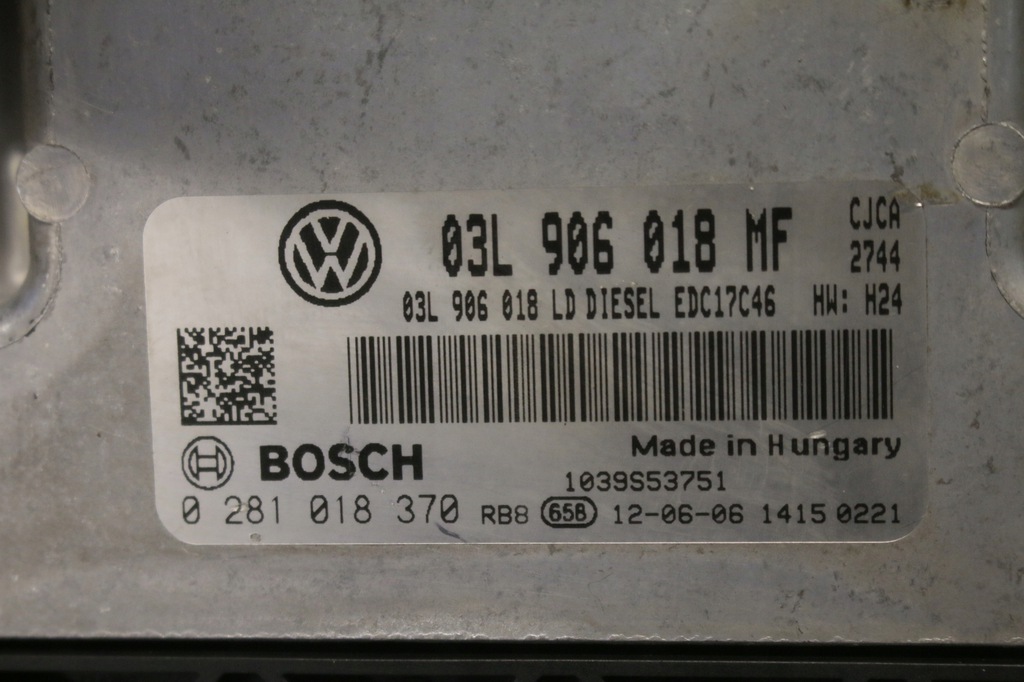 03L 906 018 MF CJCA
2744
03L 906 018 LD DIESEL EDC17C46 HW: H24
Made in Hungary
BOSCH
1039S53751
0 281 018 370 RB8 65B 12-06-06 1415 0221